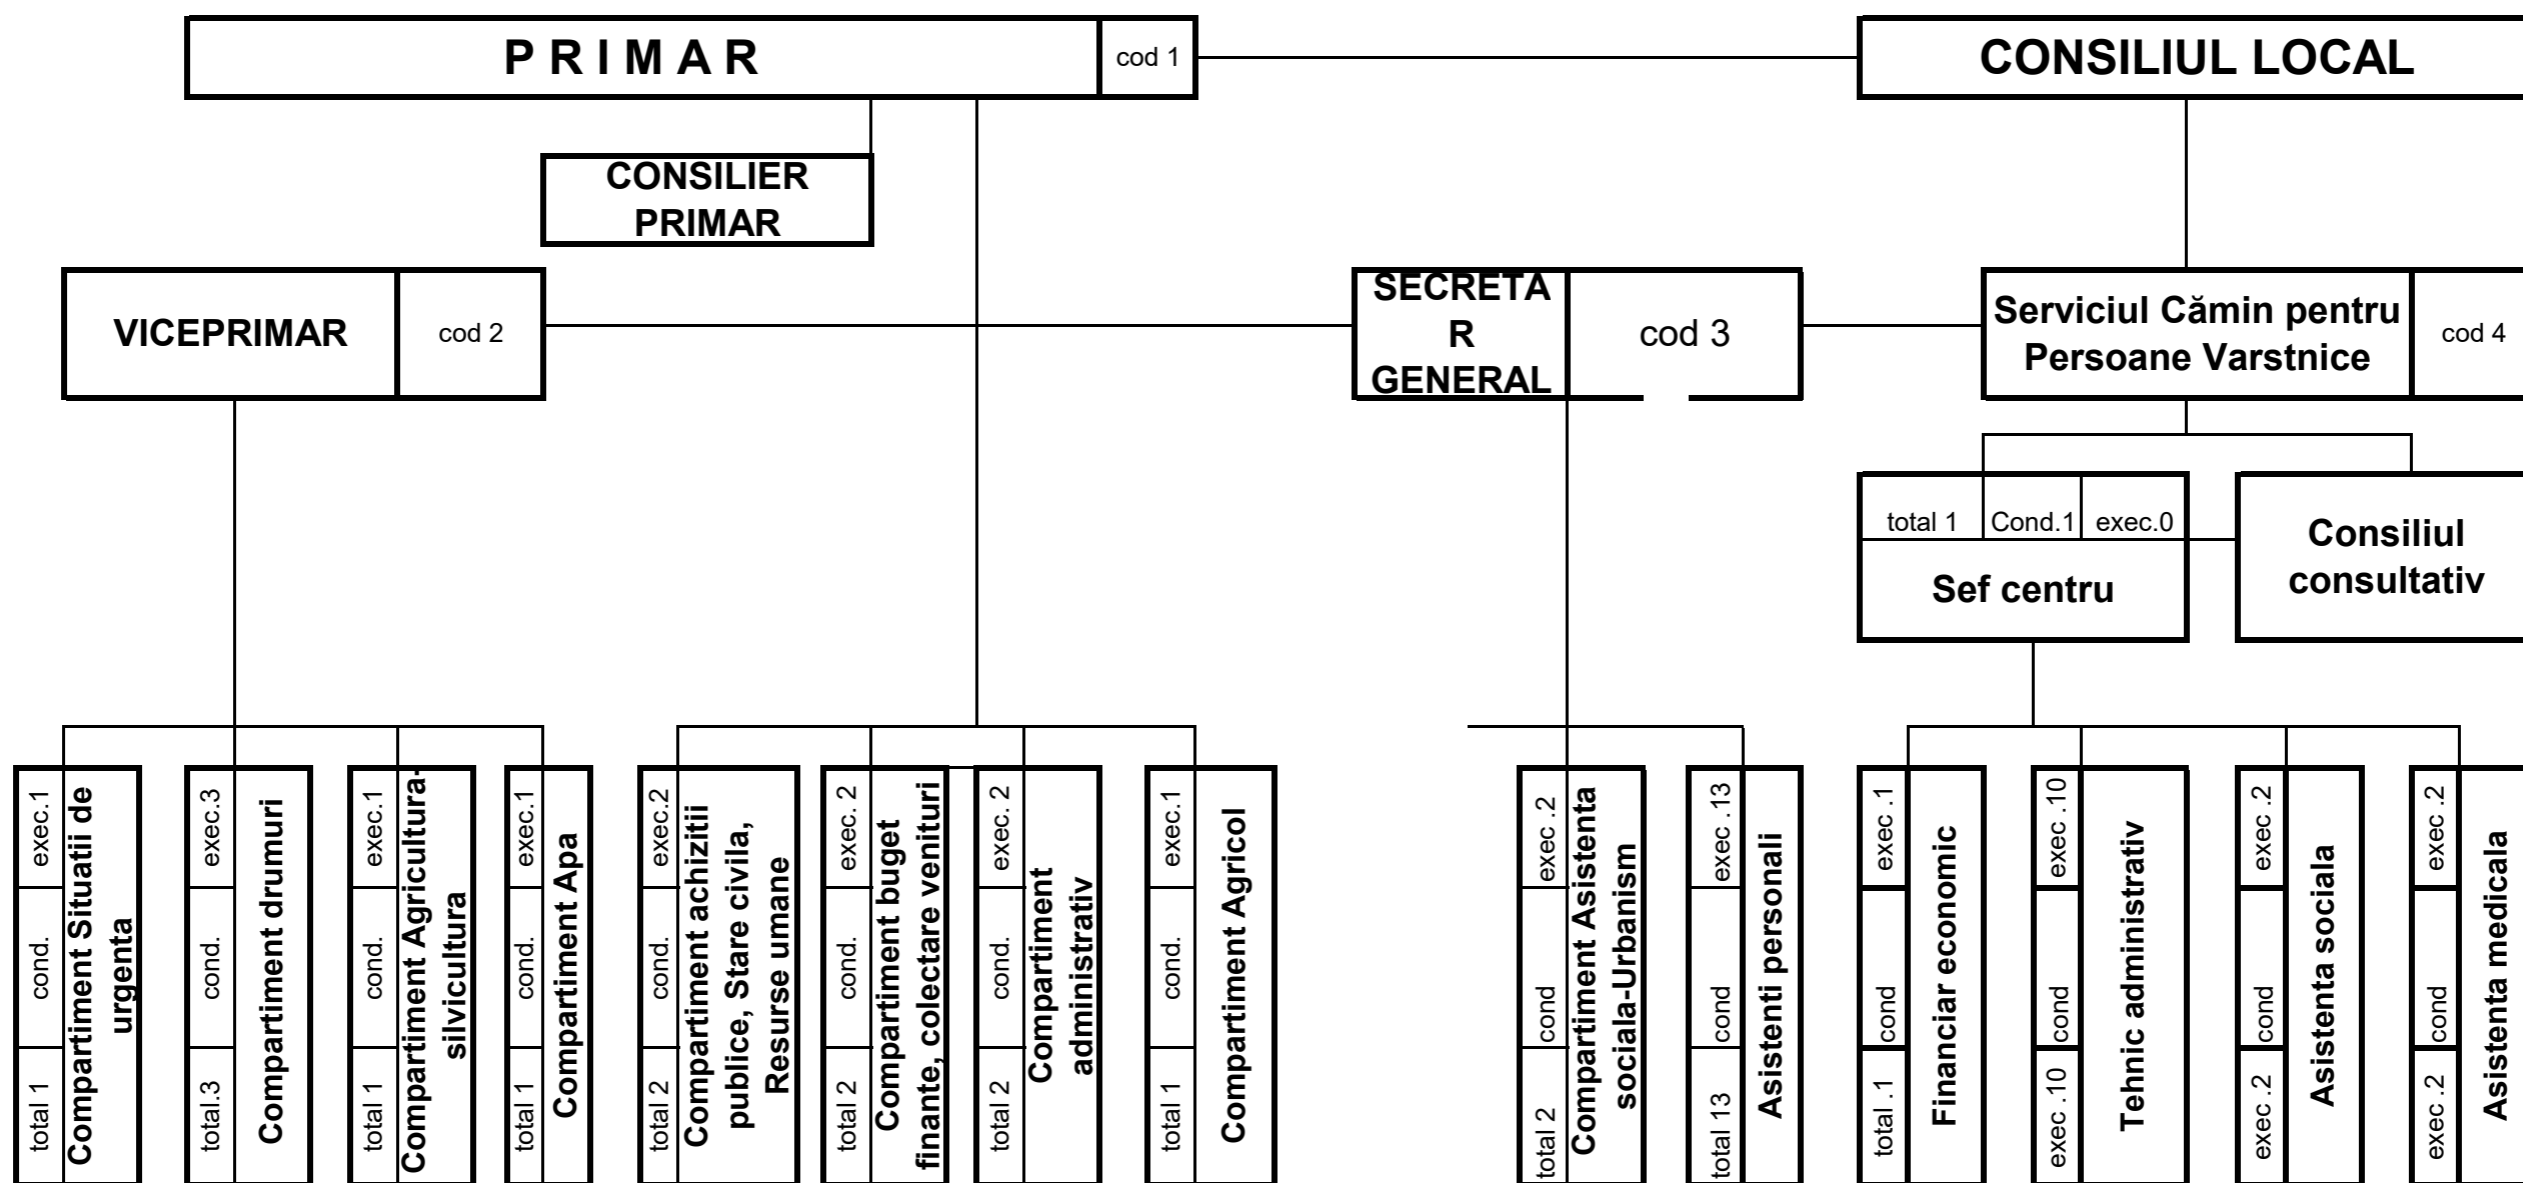 P R I M A R
cod 1
CONSILIUL LOCAL
CONSILIER
PRIMAR
VICEPRIMAR
cod 2
SECRETA
R
GENERAL
cod 3
Serviciul Cămin pentru
Persoane Varstnice
cod 4
total 1
Cond.1
exec.0
Sef centru
Consiliul
consultativ
exec.1
cond.
total 1
Compartiment Situatii de
urgenta
exec.3
cond.
total.3
Compartiment drumuri
exec.1
cond.
total 1
Compartiment Agricultura-
silvicultura
exec.1
cond.
total 1
Compartiment Apa
exec.2
cond.
total 2
Compartiment achizitii
publice, Stare civila,
Resurse umane
exec. 2
cond.
total 2
Compartiment buget
finante, colectare venituri
exec. 2
cond.
total 2
Compartiment
administrativ
exec.1
cond.
total 1
Compartiment Agricol
exec .2
cond
total 2
Compartiment Asistenta
sociala-Urbanism
exec .13
cond
total 13
Asistenti personali
exec .1
cond
total .1
Financiar economic
exec .10
cond
exec .10
Tehnic administrativ
exec .2
cond
exec .2
Asistenta sociala
exec .2
cond
exec .2
Asistenta medicala